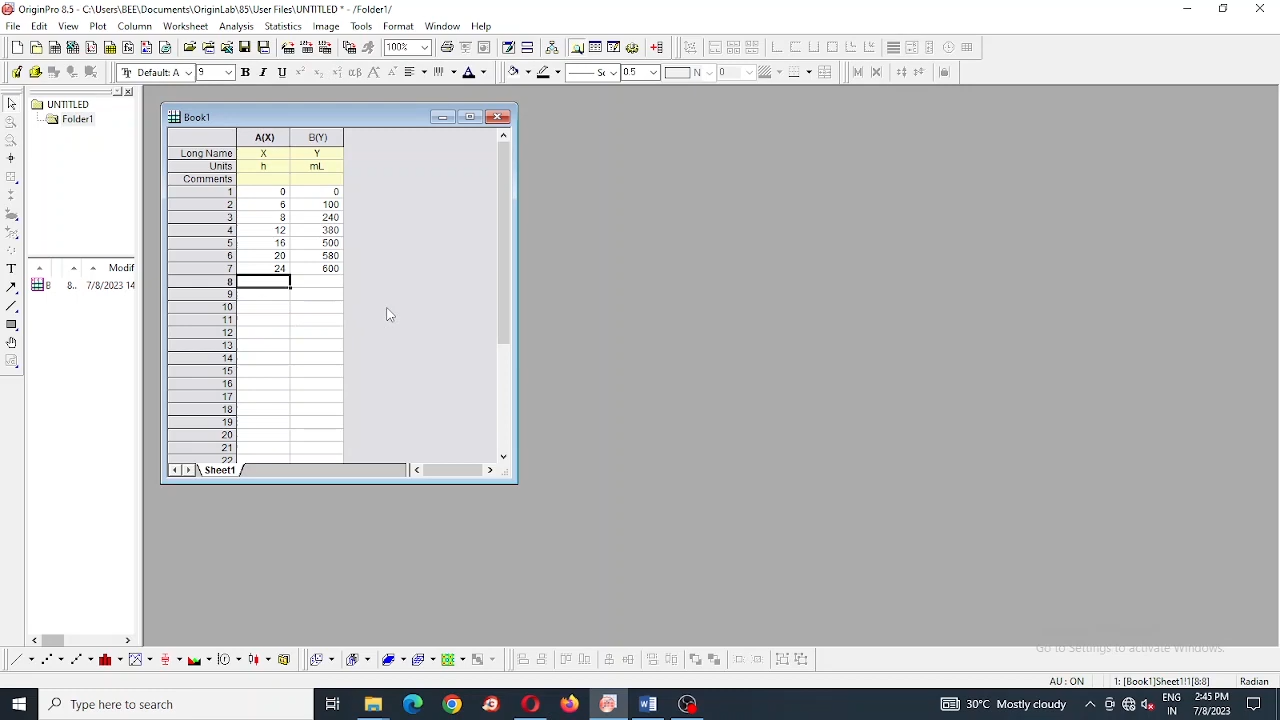 OriginPro 8.5 - C:\Users\BEE\Documents\OriginLab\85\User Files\UNTITLED * - /Folder1/
File Edit View Plot Column Worksheet Analysis Statistics Image Tools Format Window Help
100%
Default: A 9 B I U 0.5 N 0
UNTITLED
Folder1
Modif
B 8.. 7/8/2023 14
Book1
A(X) B(Y)
Long Name X Y
Units h mL
Comments
1 0 0
2 6 100
3 8 240
4 12 380
5 16 500
6 20 580
7 24 600
8
9
10
11
12
13
14
15
16
17
18
19
20
21
22
Sheet1
Go to Settings to activate Windows.
AU : ON 1: [Book1]Sheet1!1[8:8] Radian
Type here to search
30°C Mostly cloudy
ENG
IN
2:45 PM
7/8/2023